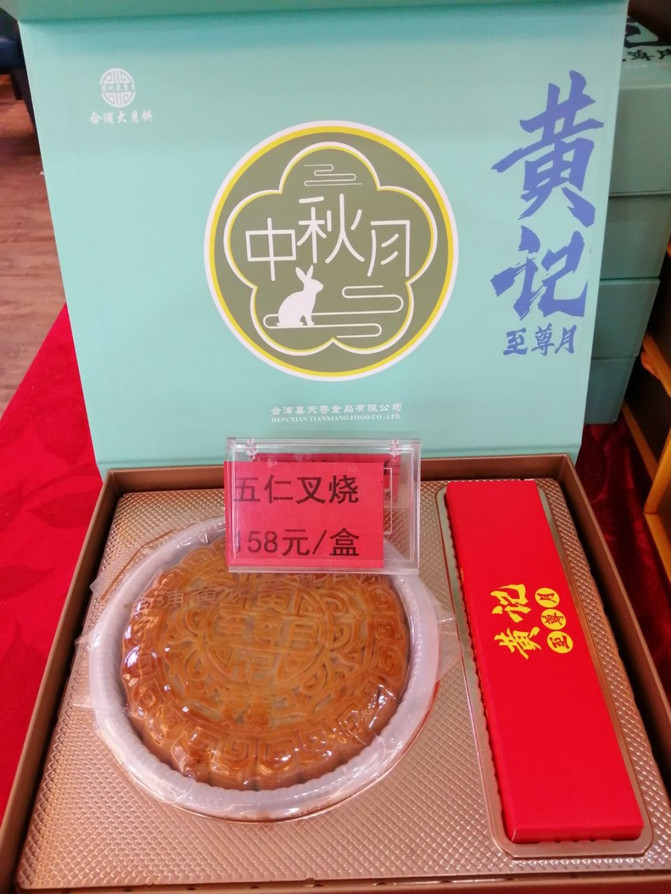 合浦大月饼
黄记
至尊月
中秋月
合浦县天香食品有限公司
HEPUXIAN TIANXIANG FOOD CO., LTD.
五仁叉烧
158元/盒
黄记
至尊月